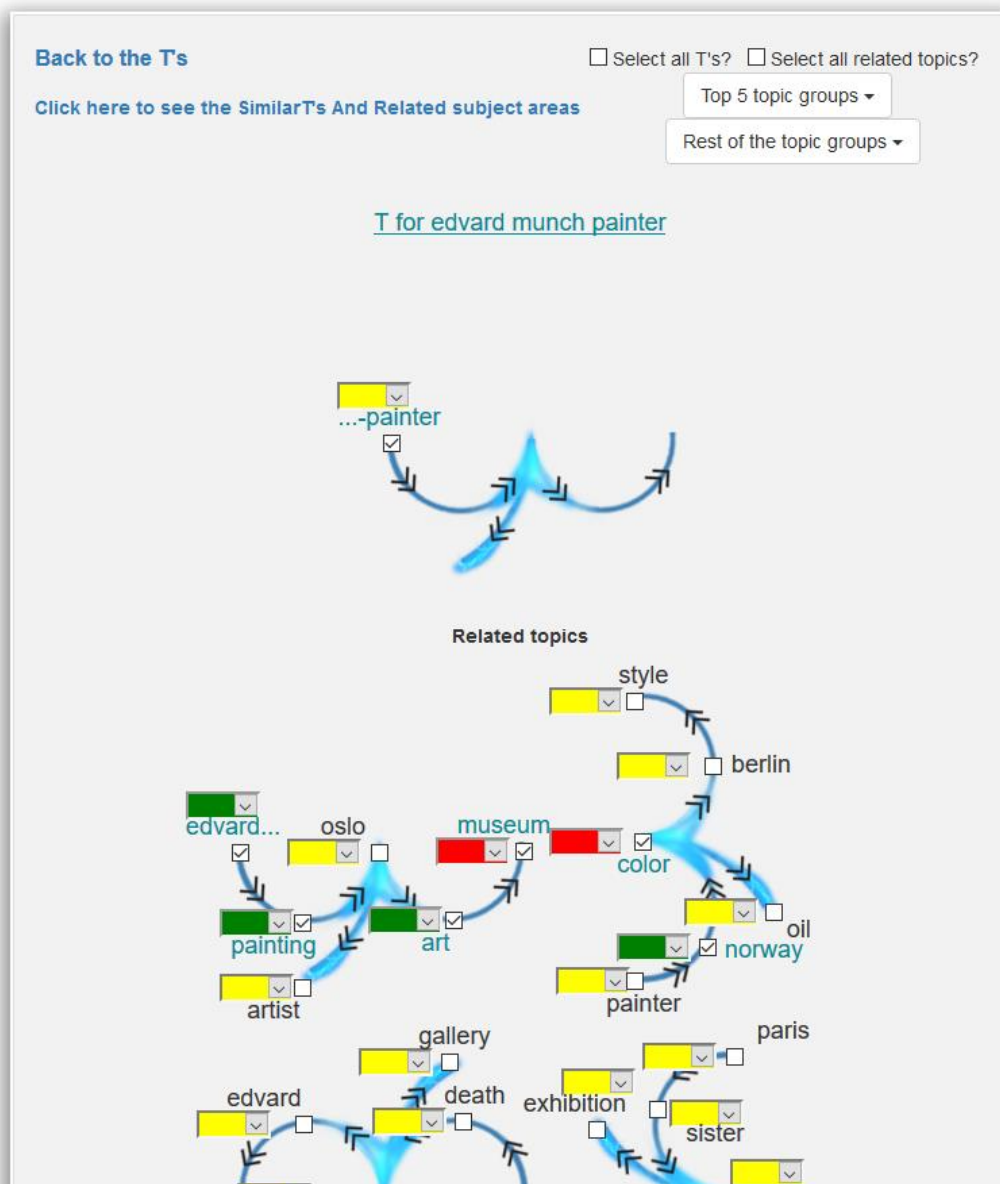 Back to the T's
Select all T's? Select all related topics?
Click here to see the SimilarT's And Related subject areas
Top 5 topic groups
Rest of the topic groups
T for edvard munch painter
...-painter
Related topics
style
berlin
edvard...
oslo
museum
color
painting
art
oil
norway
artist
painter
gallery
paris
edvard
death
exhibition
sister